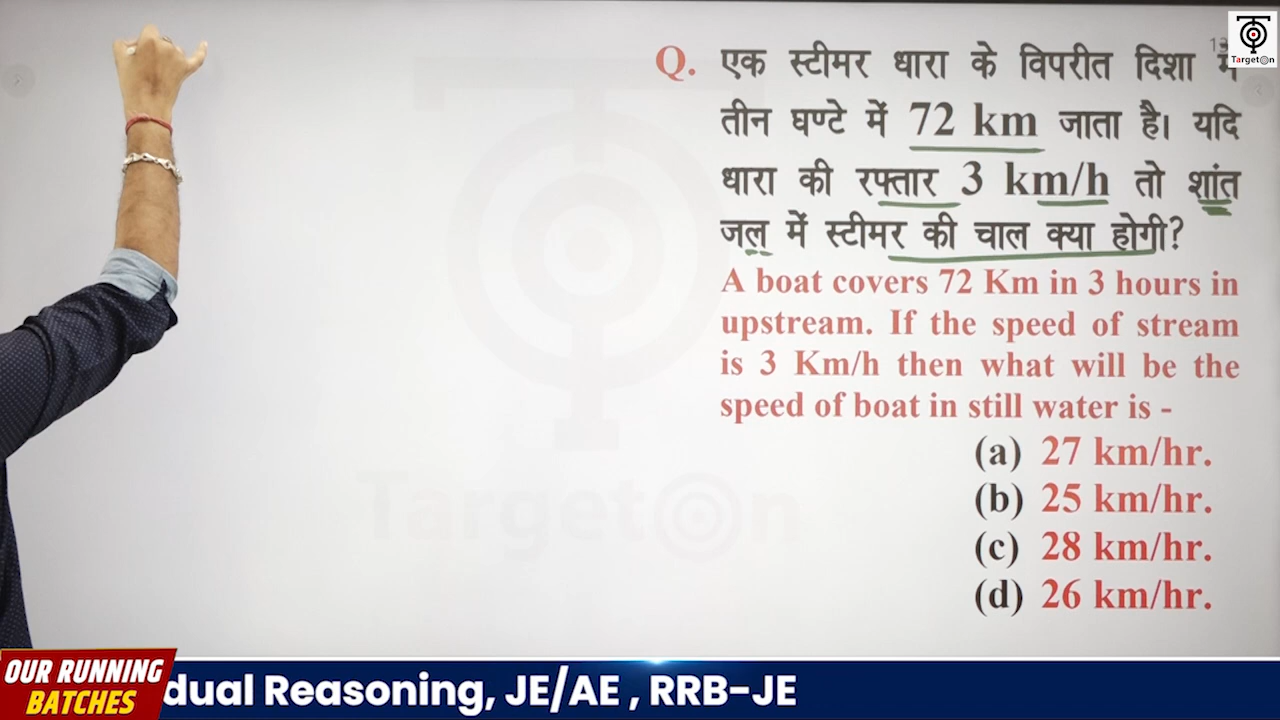 Q. एक स्टीमर धारा के विपरीत दिशा में
तीन घण्टे में 72 km जाता है। यदि
धारा की रफ्तार 3 km/h तो शांत
जल में स्टीमर की चाल क्या होगी?
A boat covers 72 Km in 3 hours in
upstream. If the speed of stream
is 3 Km/h then what will be the
speed of boat in still water is -
(a) 27 km/hr.
(b) 25 km/hr.
(c) 28 km/hr.
(d) 26 km/hr.
TargetOn
TargetOn
OUR RUNNING
BATCHES
dual Reasoning, JE/AE , RRB-JE